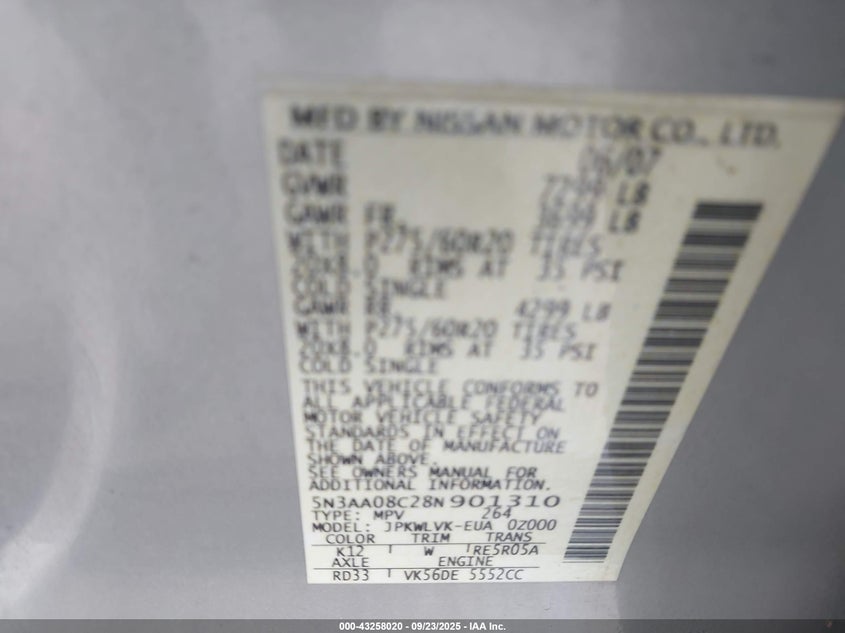 MFD BY NISSAN MOTOR CO., LTD.
DATE 06/07
GVWR 7299 LB
GAWR FR 3699 LB
WITH P275/60R20 TIRES
20X8.0 RIMS AT 35 PSI
COLD SINGLE
GAWR RR 4299 LB
WITH P275/60R20 TIRES
20X8.0 RIMS AT 35 PSI
COLD SINGLE
THIS VEHICLE CONFORMS TO
ALL APPLICABLE FEDERAL
MOTOR VEHICLE SAFETY
STANDARDS IN EFFECT ON
THE DATE OF MANUFACTURE
SHOWN ABOVE.
SEE OWNERS MANUAL FOR
ADDITIONAL INFORMATION.
5N3AA08C28N901310
TYPE: MPV 264
MODEL: JPKWLVK-EUA 0Z000
COLOR TRIM TRANS
K12 W RE5R05A
AXLE ENGINE
RD33 VK56DE 5552CC
000-43258020 - 09/23/2025 - IAA Inc.